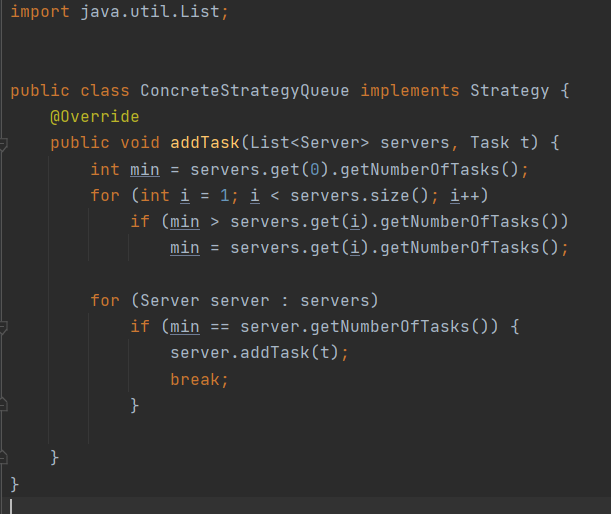 import java.util.List;
public class ConcreteStrategyQueue implements Strategy {
    @Override
    public void addTask(List<Server> servers, Task t) {
        int min = servers.get(0).getNumberOfTasks();
        for (int i = 1; i < servers.size(); i++)
            if (min > servers.get(i).getNumberOfTasks())
                min = servers.get(i).getNumberOfTasks();
        for (Server server : servers)
            if (min == server.getNumberOfTasks()) {
                server.addTask(t);
                break;
            }
    }
}